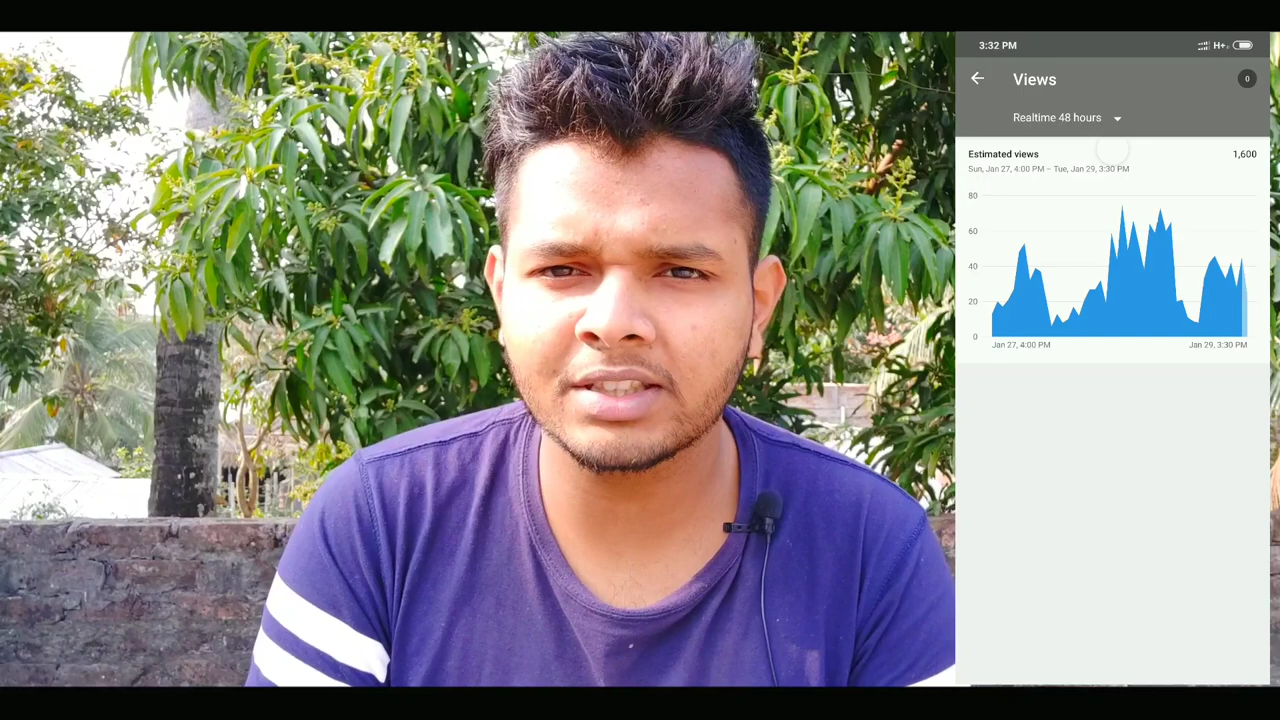 3:32 PM H+
Views 0
Realtime 48 hours
Estimated views 1,600
Sun, Jan 27, 4:00 PM – Tue, Jan 29, 3:30 PM
80
60
40
20
0
Jan 27, 4:00 PM Jan 29, 3:30 PM